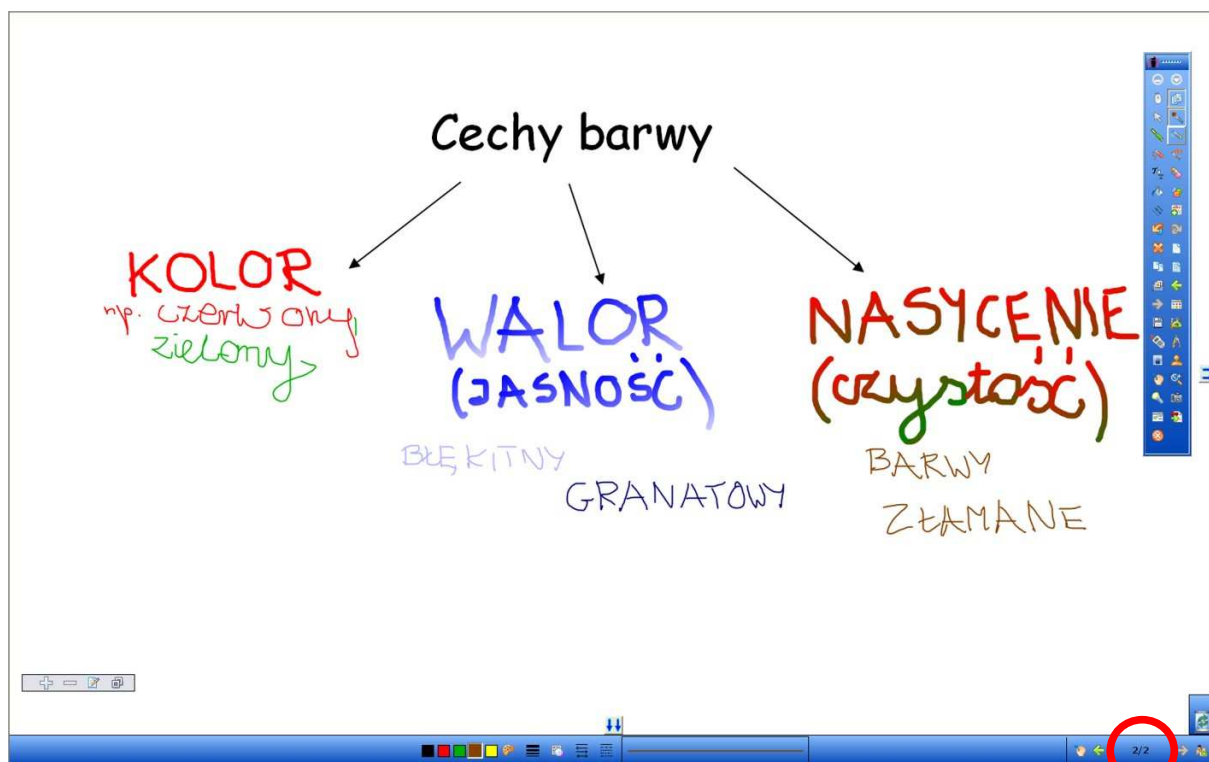 Cechy barwy
KOLOR
np. czerwony,
zielony
WALOR
(JASNOŚĆ)
BŁĘKITNY
GRANATOWY
NASYCENIE
(czystość)
BARWY
ZŁAMANE
2/2